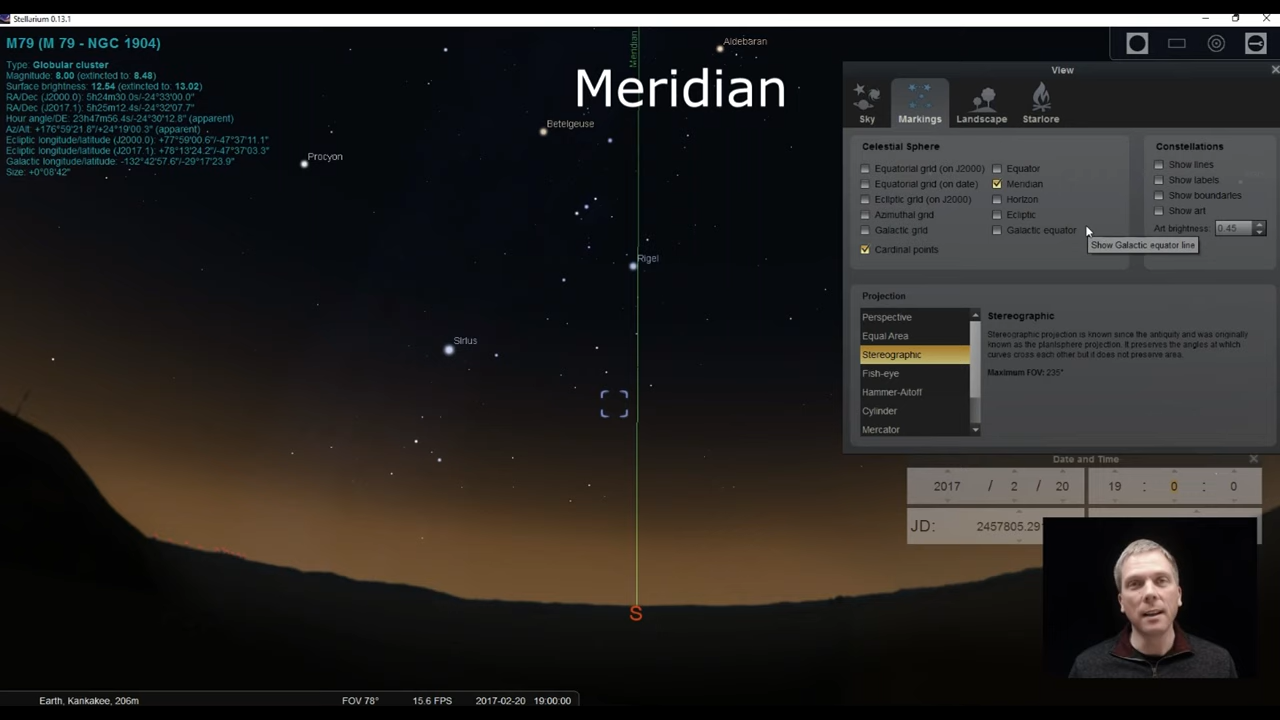 Stellarium 0.13.1
M79 (M 79 - NGC 1904)
Type: Globular cluster
Magnitude: 8.00 (extincted to: 8.48)
Surface brightness: 12.54 (extincted to: 13.02)
RA/Dec (J2000.0): 5h24m30.0s/-24°33'00.0"
RA/Dec (J2017.1): 5h25m12.4s/-24°32'07.7"
Hour angle/DE: 23h47m56.4s/-24°30'12.8" (apparent)
Az/Alt: +176°59'21.8"/+24°19'00.3" (apparent)
Ecliptic longitude/latitude (J2000.0): +77°59'00.6"/-47°37'11.1"
Ecliptic longitude/latitude (J2017.1): +78°13'24.2"/-47°37'03.3"
Galactic longitude/latitude: -132°42'57.6"/-29°17'23.9"
Size: +0°08'42"
Meridian
Aldebaran
Meridian
Betelgeuse
Procyon
Rigel
Sirius
S
View
Sky
Markings
Landscape
Starlore
Celestial Sphere
Equatorial grid (on J2000)
Equator
Equatorial grid (on date)
Meridian
Ecliptic grid (on J2000)
Horizon
Azimuthal grid
Ecliptic
Galactic grid
Galactic equator
Cardinal points
Constellations
Show lines
Show labels
Show boundaries
Show art
Art brightness: 0.45
Show Galactic equator line
Projection
Perspective
Equal Area
Stereographic
Fish-eye
Hammer-Aitoff
Cylinder
Mercator
Stereographic
Stereographic projection is known since the antiquity and was originally
known as the planisphere projection. It preserves the angles at which
curves cross each other but it does not preserve area.
Maximum FOV: 235°
Date and Time
2017 / 2 / 20 19 : 0 : 0
JD: 2457805.29
Earth, Kankakee, 206m
FOV 78°
15.6 FPS
2017-02-20 19:00:00